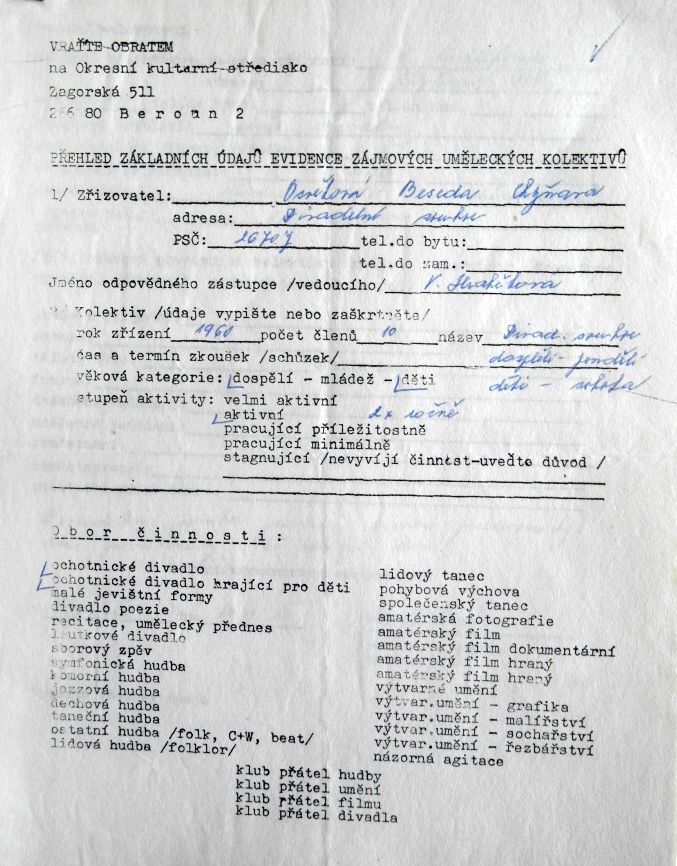 VRAŤTE OBRATEM
na Okresní kulturní středisko
Zagorská 511
266 80 B e r o u n 2
PŘEHLED ZÁKLADNÍCH ÚDAJŮ EVIDENCE ZÁJMOVÝCH UMĚLECKÝCH KOLEKTIVŮ
1/ Zřizovatel: Osvětová Beseda Chyňava
adresa: Divadelní soubor
PSČ: 26707 tel.do bytu:
tel.do zam.:
Jméno odpovědného zástupce /vedoucího/ V.
2/ Kolektiv /údaje vypište nebo zaškrtněte/
rok zřízení 1960 počet členů 10 název Divad. soubor
čas a termín zkoušek /schůzek/ dospělí - pondělí
věková kategorie: dospělí - mládež - děti děti - sobota
stupeň aktivity: velmi aktivní
aktivní 2x ročně
pracující příležitostně
pracující minimálně
stagnující /nevyvíjí činntst-uveďte důvod /
O b o r č i n n o s t i :
ochotnické divadlo
ochotnické divadlo hrající pro děti
malé jevištní formy
divadlo poezie
recitace, umělecký přednes
loutkové divadlo
sborový zpěv
symfonická hudba
komorní hudba
jazzová hudba
dechová hudba
taneční hudba
ostatní hudba /folk, C+W, beat/
lidová hudba /folklor/
lidový tanec
pohybová výchova
společenský tanec
amatérská fotografie
amatérský film
amatérský film dokumentární
amatérský film hraný
amatérský film hraný
výtvarné umění
výtvar.umění - grafika
výtvar.umění - malířství
výtvar.umění - sochařství
výtvar.umění - řezbářství
názorná agitace
klub přátel hudby
klub přátel umění
klub přátel filmu
klub přátel divadla